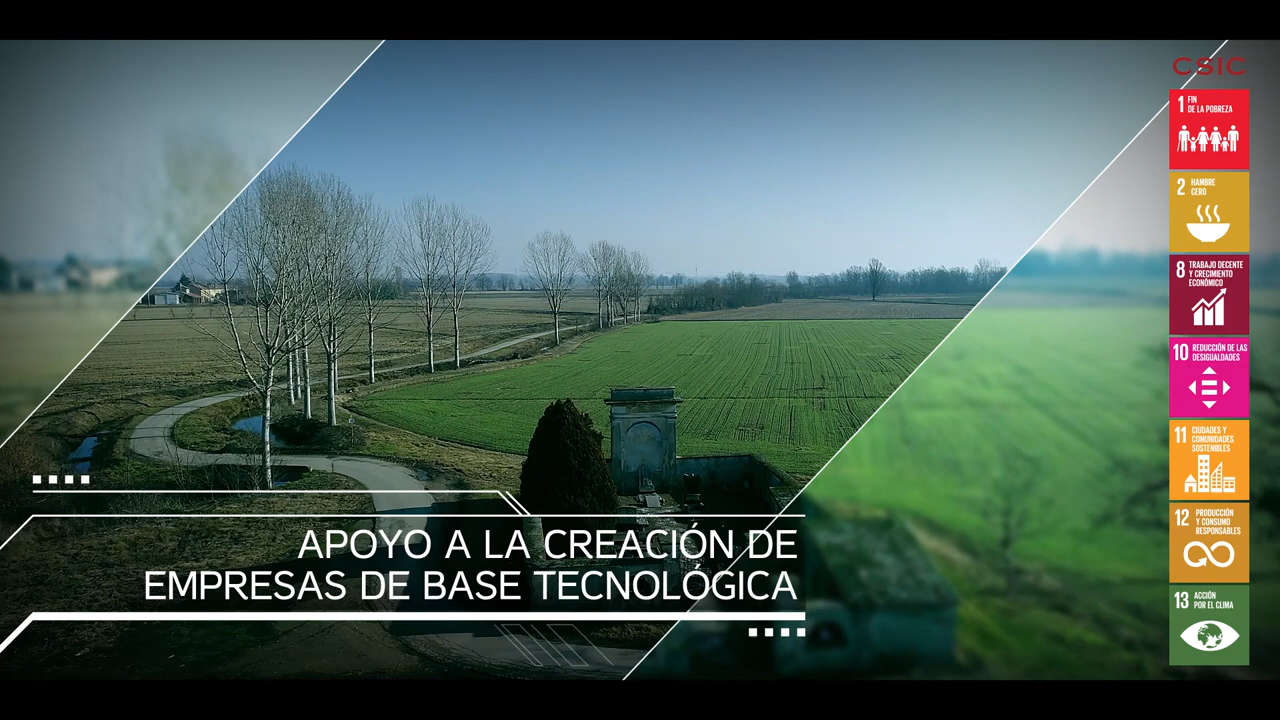 CSIC
1 FIN
DE LA POBREZA
2 HAMBRE
CERO
8 TRABAJO DECENTE
Y CRECIMIENTO
ECONÓMICO
10 REDUCCIÓN DE LAS
DESIGUALDADES
11 CIUDADES Y
COMUNIDADES
SOSTENIBLES
12 PRODUCCIÓN
Y CONSUMO
RESPONSABLES
13 ACCIÓN
POR EL CLIMA
APOYO A LA CREACIÓN DE
EMPRESAS DE BASE TECNOLÓGICA